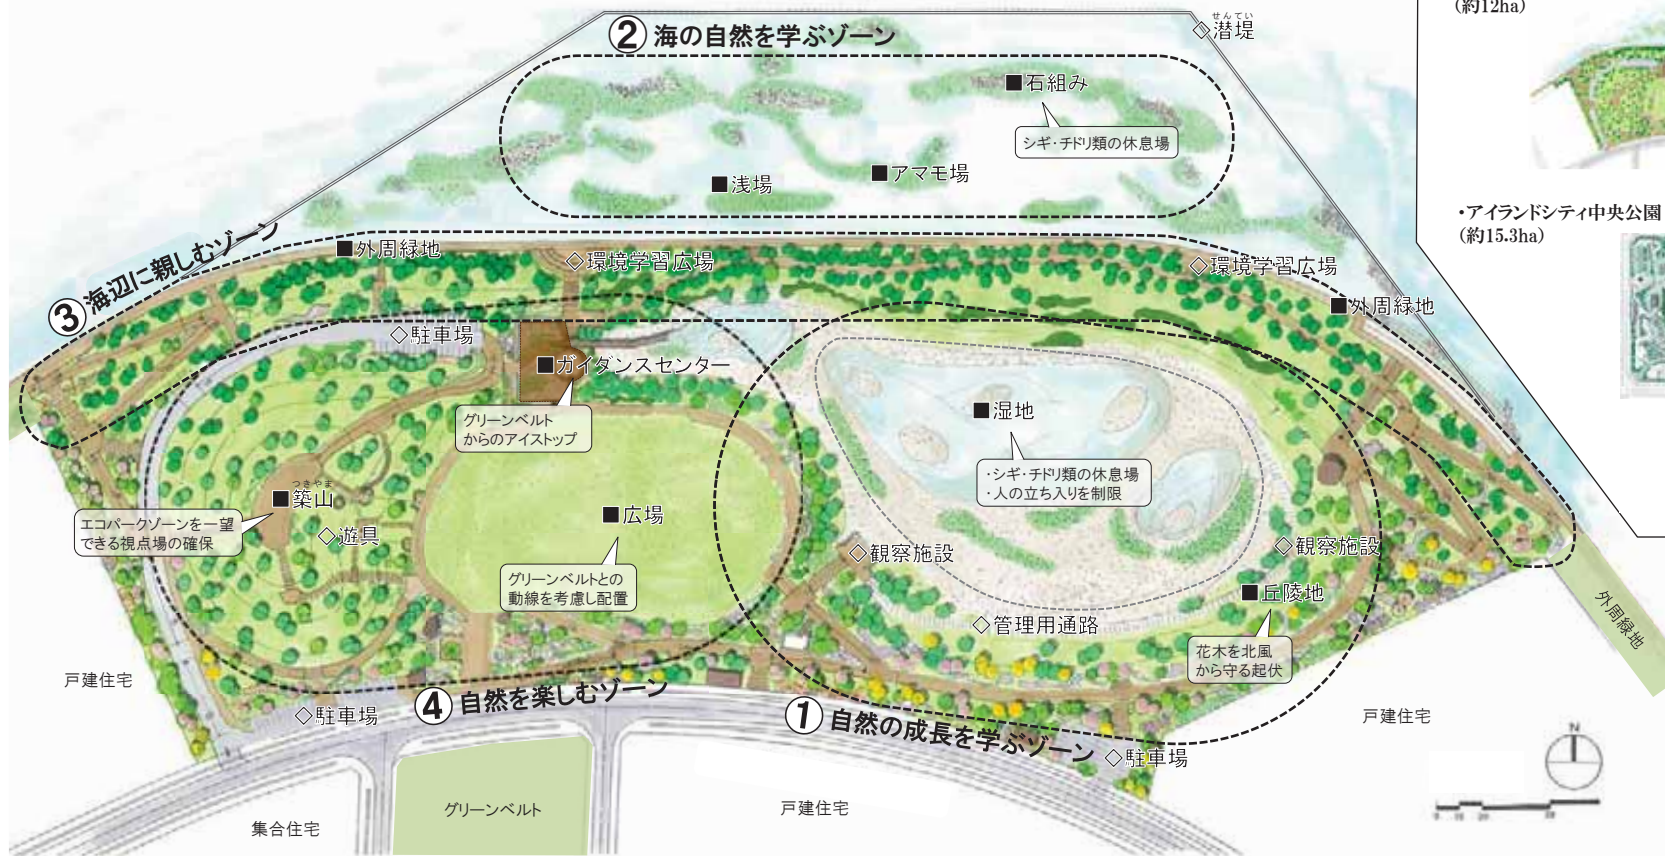 (約12ha)
せんてい
◇潜堤
②海の自然を学ぶゾーン
■石組み
シギ・チドリ類の休息場
■アマモ場
■浅場
・アイランドシティ中央公園
(約15.3ha)
③海辺に親しむゾーン
■外周緑地
◇環境学習広場
◇環境学習広場
■外周緑地
◇駐車場
■ガイダンスセンター
グリーンベルト
からのアイストップ
■湿地
・シギ・チドリ類の休息場
・人の立ち入りを制限
つきやま
■築山
エコパークゾーンを一望
できる視点場の確保
◇遊具
■広場
グリーンベルトとの
動線を考慮し配置
◇観察施設
◇観察施設
■丘陵地
花木を北風
から守る起伏
◇管理用通路
外周緑地
戸建住宅
④自然を楽しむゾーン
◇駐車場
①自然の成長を学ぶゾーン
◇駐車場
戸建住宅
N
グリーンベルト
戸建住宅
集合住宅